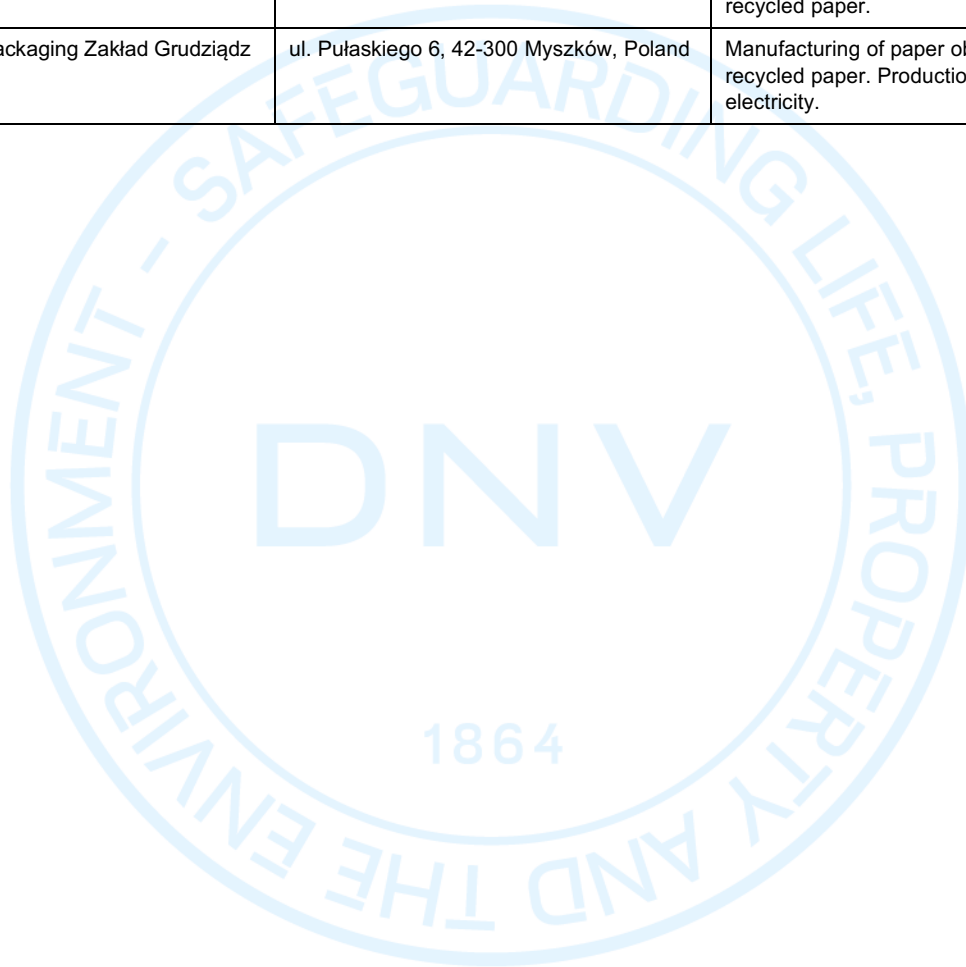 recycled paper.
ackaging Zakład Grudziądz
ul. Pułaskiego 6, 42-300 Myszków, Poland
Manufacturing of paper ob
recycled paper. Productio
electricity.
SAFEGUARDING LIFE, PROPERTY AND THE ENVIRONMENT -
DNV
1864